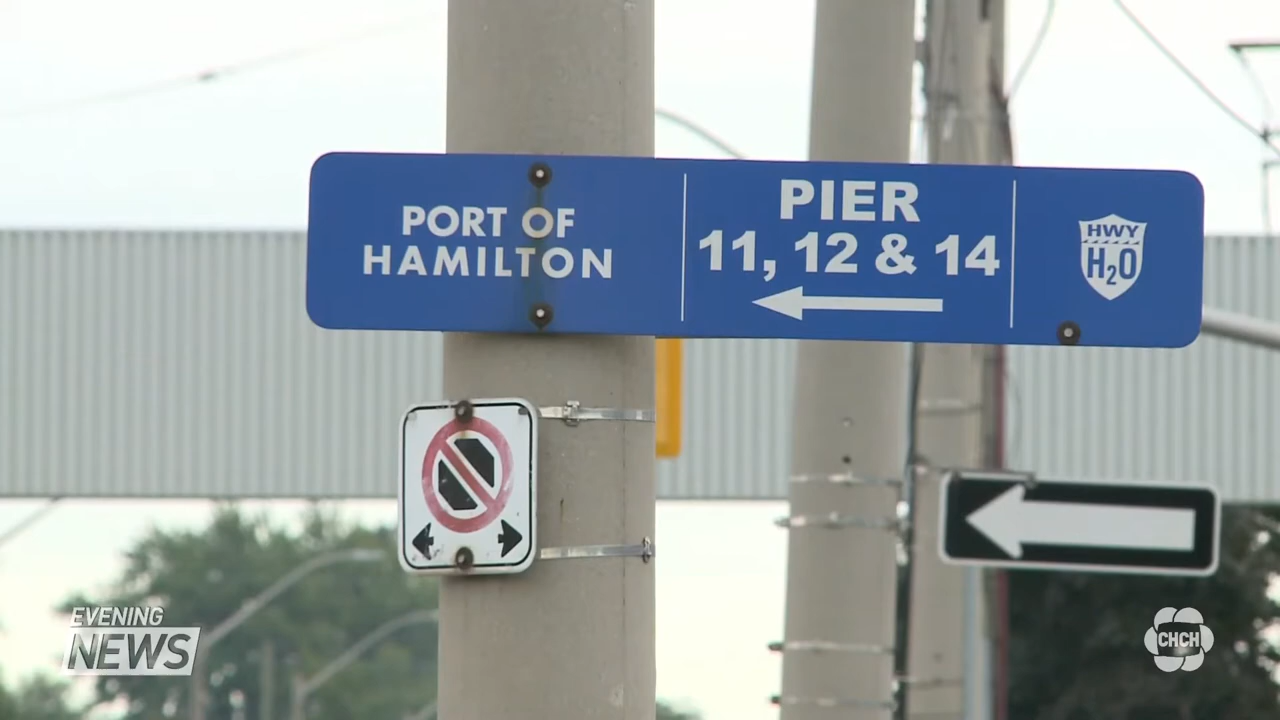 PORT OF
HAMILTON
PIER
11, 12 & 14
HWY
H2O
EVENING
NEWS
CHCH